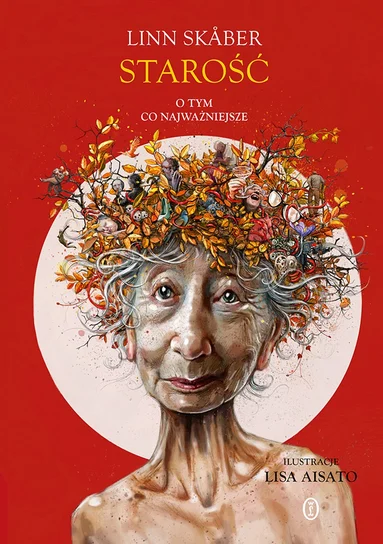 LINN SKÅBER
STAROŚĆ
O TYM
CO NAJWAŻNIEJSZE
ILUSTRACJE
LISA AISATO